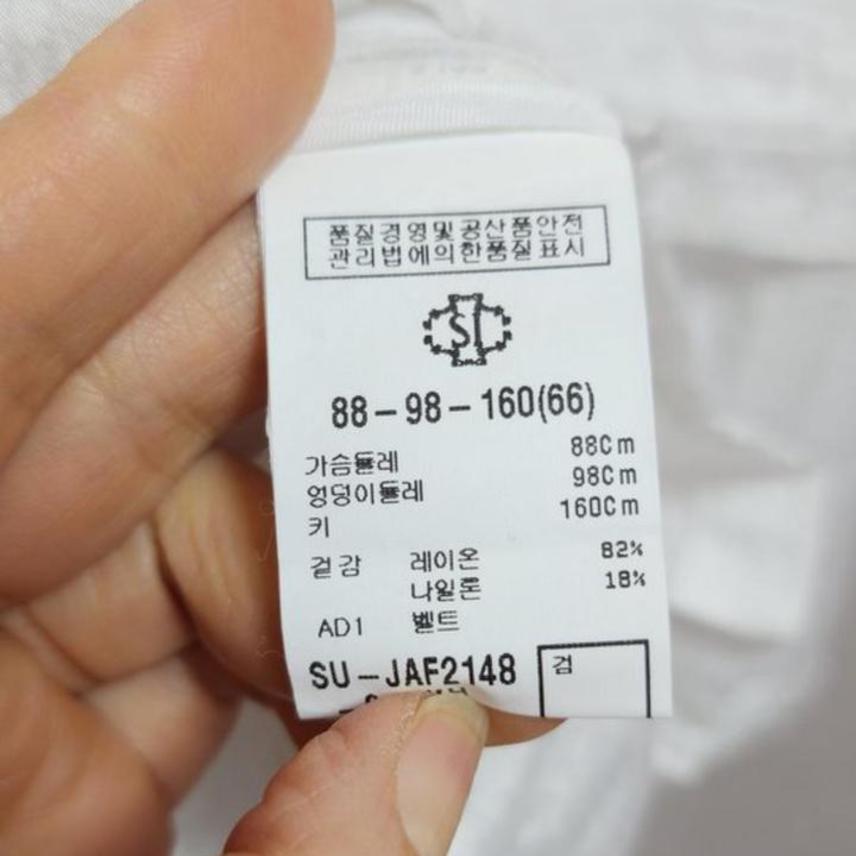 품질경영및공산품안전
관리법에의한품질표시
SI
88-98-160(66)
가슴둘레 88Cm
엉덩이둘레 98Cm
키 160Cm
겉감 레이온 82%
나일론 18%
AD1 벨트
SU-JAF2148
검